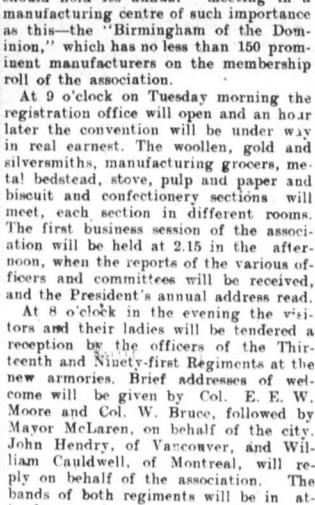 manufacturing centre of such importance
as this—the "Birmingham of the Dom-
inion," which has no less than 150 prom-
inent manufacturers on the membership
roll of the association.
At 9 o'clock on Tuesday morning the
registration office will open and an hour
later the convention will be under way
in real earnest. The woollen, gold and
silversmiths, manufacturing grocers, me-
tal bedstead, stove, pulp and paper and
biscuit and confectionery sections will
meet, each section in different rooms.
The first business session of the associ-
ation will be held at 2.15 in the after-
noon, when the reports of the various of-
ficers and committees will be received,
and the President's annual address read.
At 8 o'clock in the evening the visi-
tors and their ladies will be tendered a
reception by the officers of the Thir-
teenth and Ninety-first Regiments at the
new armories. Brief addresses of wel-
come will be given by Col. E. E. W.
Moore and Col. W. Bruce, followed by
Mayor McLaren, on behalf of the city.
John Hendry, of Vancouver, and Wil-
liam Cauldwell, of Montreal, will re-
ply on behalf of the association. The
bands of both regiments will be in at-